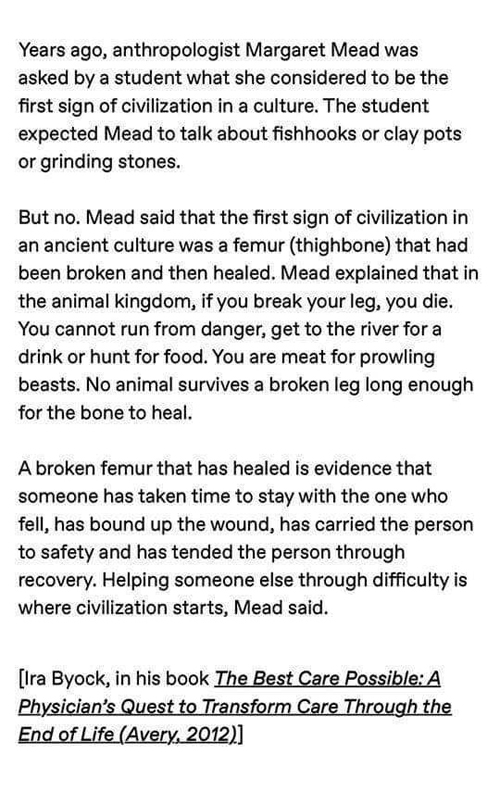 Years ago, anthropologist Margaret Mead was
asked by a student what she considered to be the
first sign of civilization in a culture. The student
expected Mead to talk about fishhooks or clay pots
or grinding stones.
But no. Mead said that the first sign of civilization in
an ancient culture was a femur (thighbone) that had
been broken and then healed. Mead explained that in
the animal kingdom, if you break your leg, you die.
You cannot run from danger, get to the river for a
drink or hunt for food. You are meat for prowling
beasts. No animal survives a broken leg long enough
for the bone to heal.
A broken femur that has healed is evidence that
someone has taken time to stay with the one who
fell, has bound up the wound, has carried the person
to safety and has tended the person through
recovery. Helping someone else through difficulty is
where civilization starts, Mead said.
[Ira Byock, in his book The Best Care Possible: A
Physician’s Quest to Transform Care Through the
End of Life (Avery, 2012)]